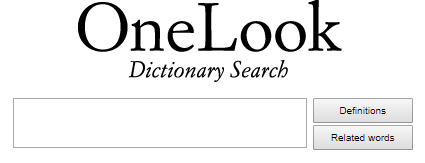 OneLook
Dictionary Search
Definitions
Related words